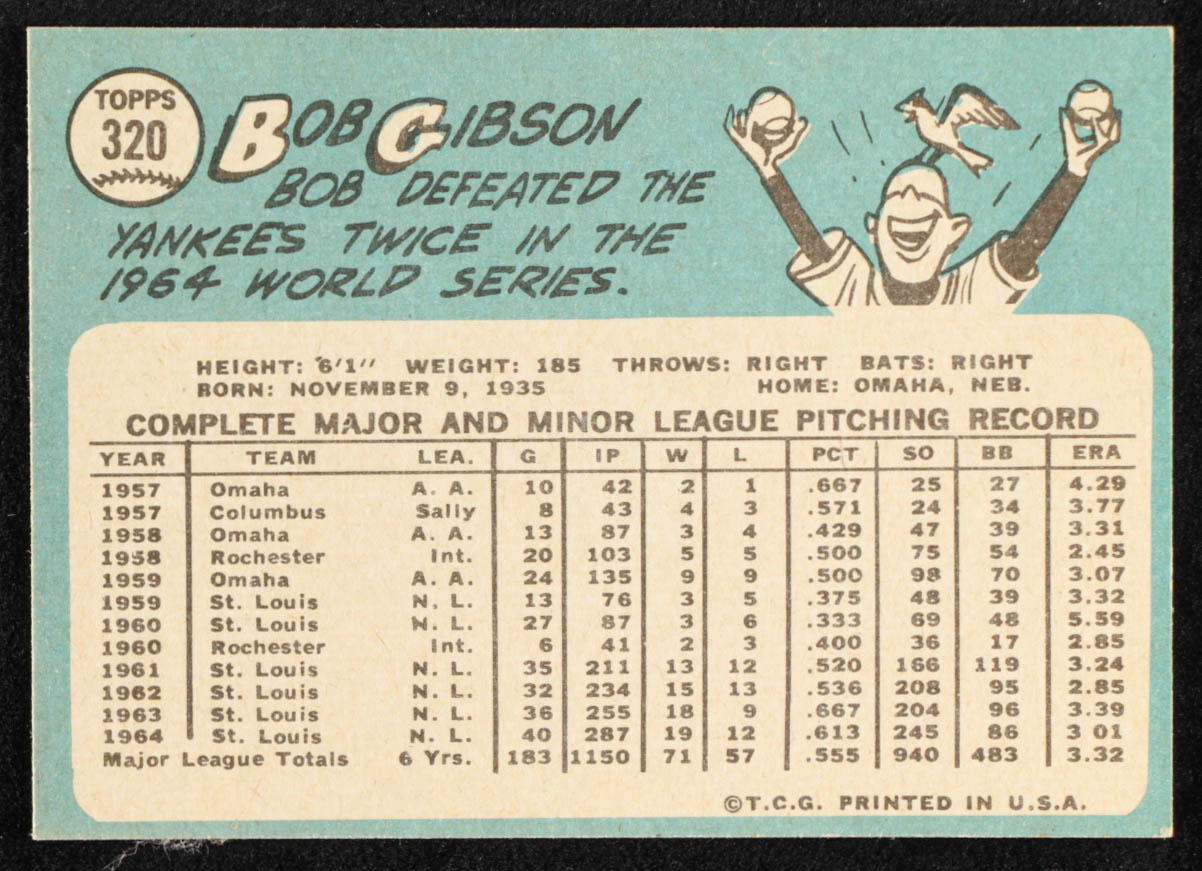 TOPPS
320
BOB GIBSON
BOB DEFEATED THE
YANKEES TWICE IN THE
1964 WORLD SERIES.
HEIGHT: 6'1" WEIGHT: 185 THROWS: RIGHT BATS: RIGHT
BORN: NOVEMBER 9, 1935 HOME: OMAHA, NEB.
COMPLETE MAJOR AND MINOR LEAGUE PITCHING RECORD
YEAR TEAM LEA. G IP W L PCT SO BB ERA
1957 Omaha A. A. 10 42 2 1 .667 25 27 4.29
1957 Columbus Sally 8 43 4 3 .571 24 34 3.77
1958 Omaha A. A. 13 87 3 4 .429 47 39 3.31
1958 Rochester Int. 20 103 5 5 .500 75 54 2.45
1959 Omaha A. A. 24 135 9 9 .500 98 70 3.07
1959 St. Louis N. L. 13 76 3 5 .375 48 39 3.32
1960 St. Louis N. L. 27 87 3 6 .333 69 48 5.59
1960 Rochester Int. 6 41 2 3 .400 36 17 2.85
1961 St. Louis N. L. 35 211 13 12 .520 166 119 3.24
1962 St. Louis N. L. 32 234 15 13 .536 208 95 2.85
1963 St. Louis N. L. 36 255 18 9 .667 204 96 3.39
1964 St. Louis N. L. 40 287 19 12 .613 245 86 3 01
Major League Totals 6 Yrs. 183 1150 71 57 .555 940 483 3.32
©T.C.G. PRINTED IN U.S.A.